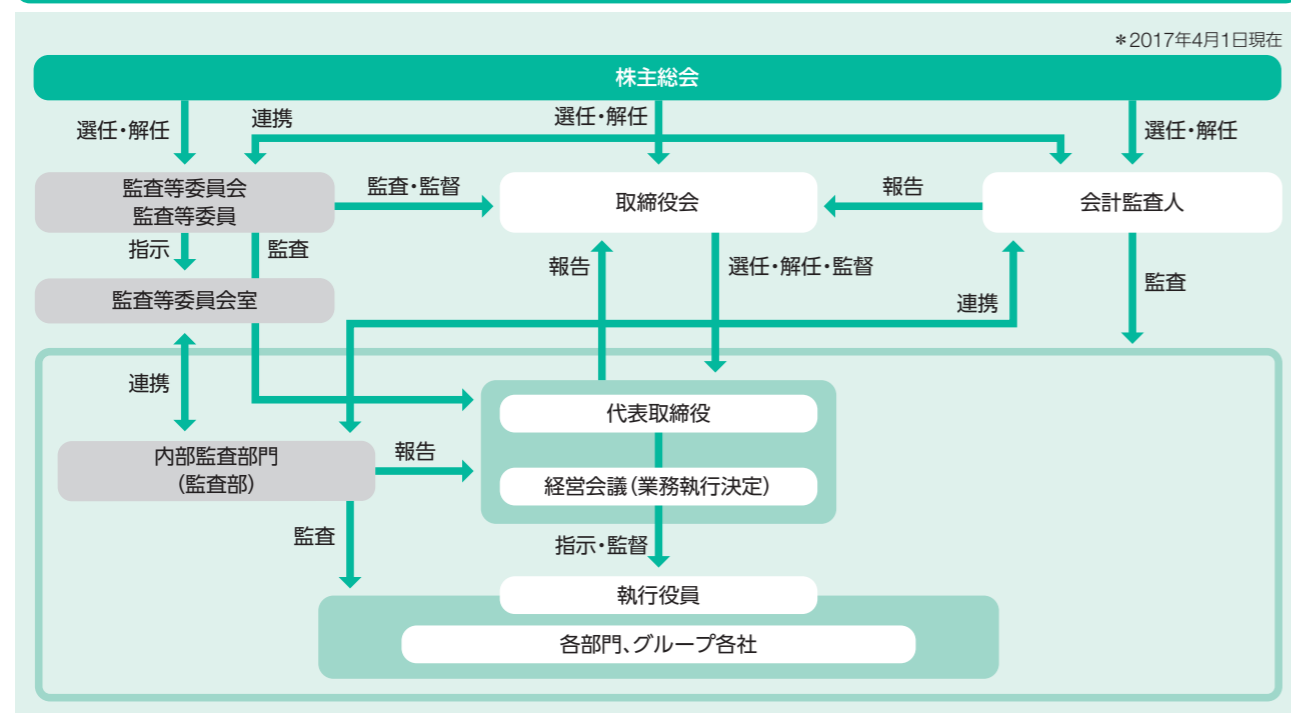 *2017年4月1日現在
株主総会
選任・解任
連携
選任・解任
選任・解任
監査等委員会
監査等委員
監査・監督
取締役会
報告
会計監査人
指示
監査
報告
選任・解任・監督
連携
監査
監査等委員会室
連携
代表取締役
内部監査部門
(監査部)
報告
経営会議(業務執行決定)
監査
指示・監督
執行役員
各部門、グループ各社